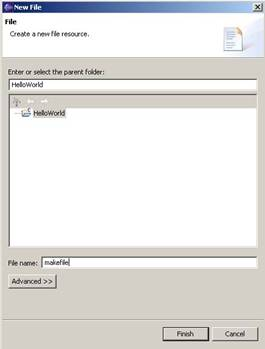 New File
File
Create a new file resource.
Enter or select the parent folder:
HelloWorld
HelloWorld
File name: makefile
Advanced >>
Finish Cancel